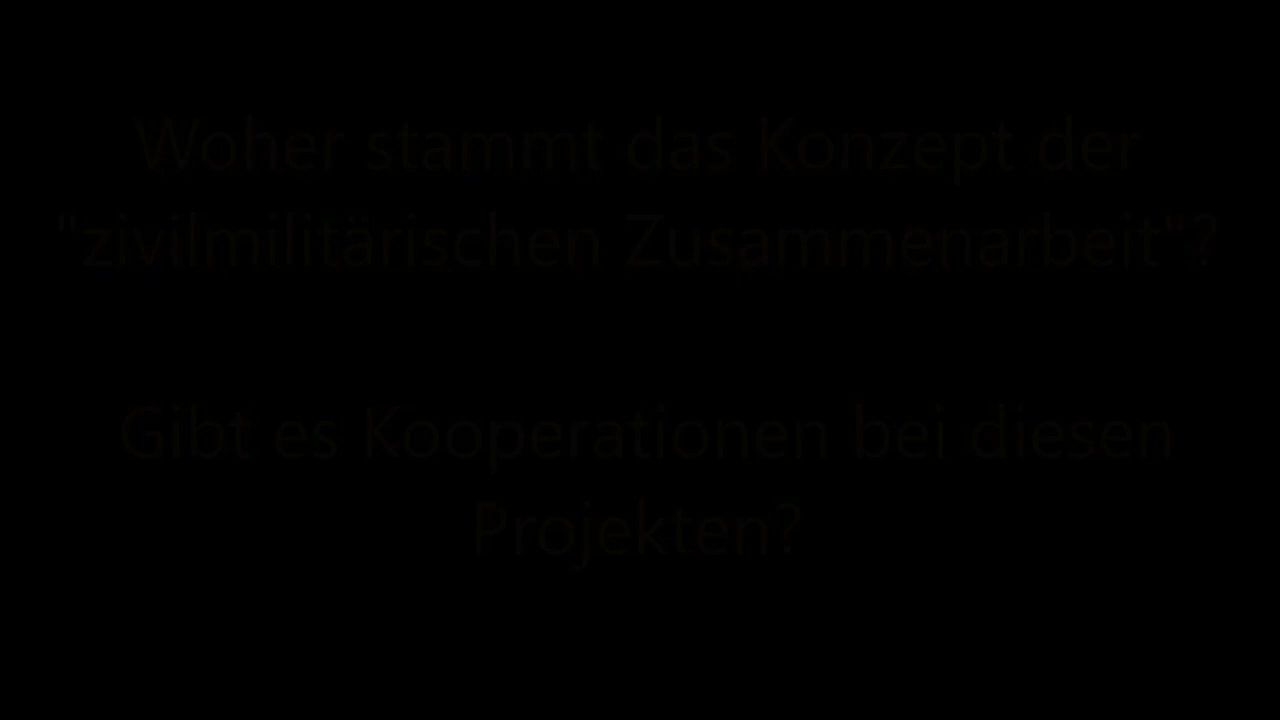 Woher stammt das Konzept der
"zivilmilitärischen Zusammenarbeit"?
Gibt es Kooperationen bei diesen
Projekten?